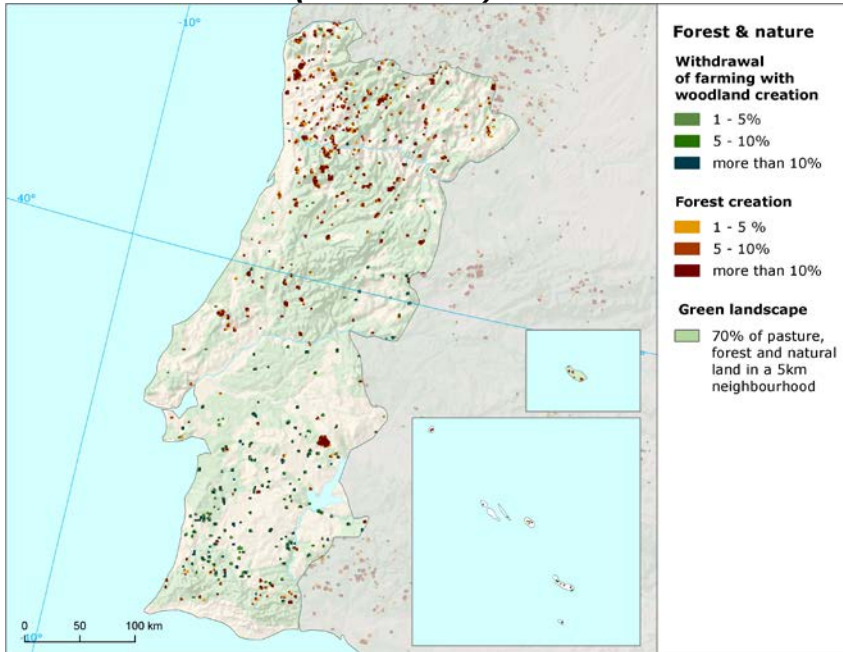 -10°
40°
-10°
0 50 100 km
Forest & nature
Withdrawal
of farming with
woodland creation
1 - 5%
5 - 10%
more than 10%
Forest creation
1 - 5 %
5 - 10%
more than 10%
Green landscape
70% of pasture,
forest and natural
land in a 5km
neighbourhood